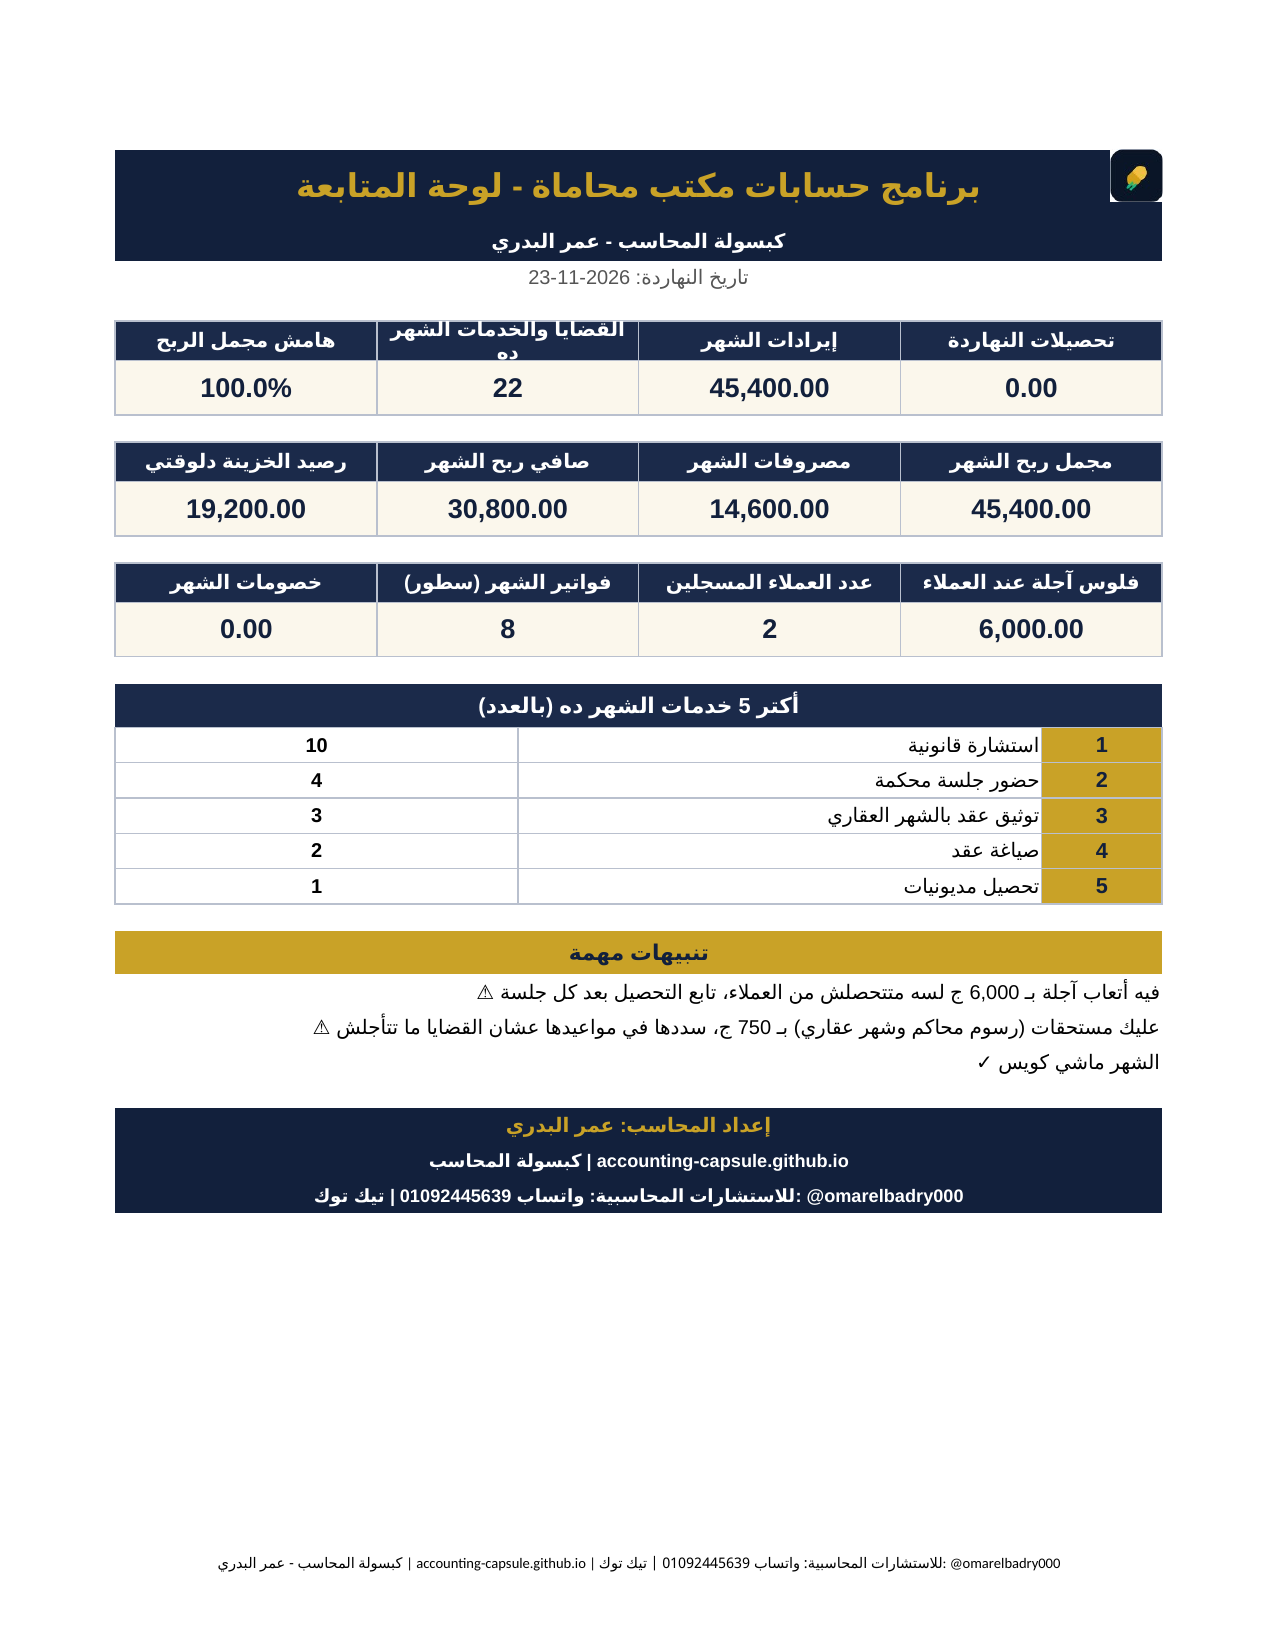 برنامج حسابات مكتب محاماة - لوحة المتابعة
كبسولة المحاسب - عمر البدري
تاريخ النهاردة: 2026-11-23
تحصيلات النهاردة
إيرادات الشهر
القضايا والخدمات الشهر ده
هامش مجمل الربح
0.00
45,400.00
22
100.0%
مجمل ربح الشهر
مصروفات الشهر
صافي ربح الشهر
رصيد الخزينة دلوقتي
45,400.00
14,600.00
30,800.00
19,200.00
فلوس آجلة عند العملاء
عدد العملاء المسجلين
فواتير الشهر (سطور)
خصومات الشهر
6,000.00
2
8
0.00
أكتر 5 خدمات الشهر ده (بالعدد)
1 استشارة قانونية 10
2 حضور جلسة محكمة 4
3 توثيق عقد بالشهر العقاري 3
4 صياغة عقد 2
5 تحصيل مديونيات 1
تنبيهات مهمة
فيه أتعاب آجلة بـ 6,000 ج لسه متتحصلش من العملاء، تابع التحصيل بعد كل جلسة ⚠
عليك مستحقات (رسوم محاكم وشهر عقاري) بـ 750 ج، سددها في مواعيدها عشان القضايا ما تتأجلش ⚠
الشهر ماشي كويس ✓
إعداد المحاسب: عمر البدري
كبسولة المحاسب | accounting-capsule.github.io
للاستشارات المحاسبية: واتساب 01092445639 | تيك توك: @omarelbadry000
كبسولة المحاسب - عمر البدري | accounting-capsule.github.io | للاستشارات المحاسبية: واتساب 01092445639 | تيك توك: @omarelbadry000